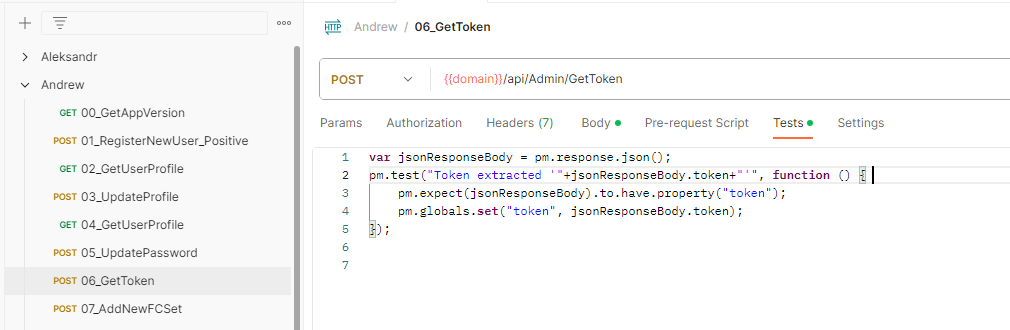 HTTP Andrew / 06_GetToken
Aleksandr
Andrew
GET 00_GetAppVersion
POST 01_RegisterNewUser_Positive
GET 02_GetUserProfile
POST 03_UpdateProfile
GET 04_GetUserProfile
POST 05_UpdatePassword
POST 06_GetToken
POST 07_AddNewFCSet
POST {{domain}}/api/Admin/GetToken
Params Authorization Headers (7) Body Pre-request Script Tests Settings
1 var jsonResponseBody = pm.response.json();
2 pm.test("Token extracted '"+jsonResponseBody.token+"'", function () {
3 pm.expect(jsonResponseBody).to.have.property("token");
4 pm.globals.set("token", jsonResponseBody.token);
5 });
6
7